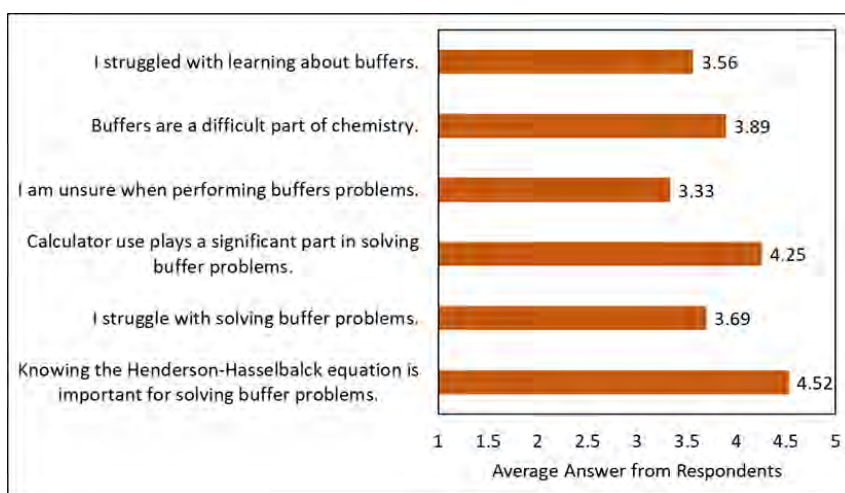 I struggled with learning about buffers.
3.56
Buffers are a difficult part of chemistry.
3.89
I am unsure when performing buffers problems.
3.33
Calculator use plays a significant part in solving
buffer problems.
4.25
I struggle with solving buffer problems.
3.69
Knowing the Henderson-Hasselbalck equation is
important for solving buffer problems.
4.52
1 1.5 2 2.5 3 3.5 4 4.5 5
Average Answer from Respondents